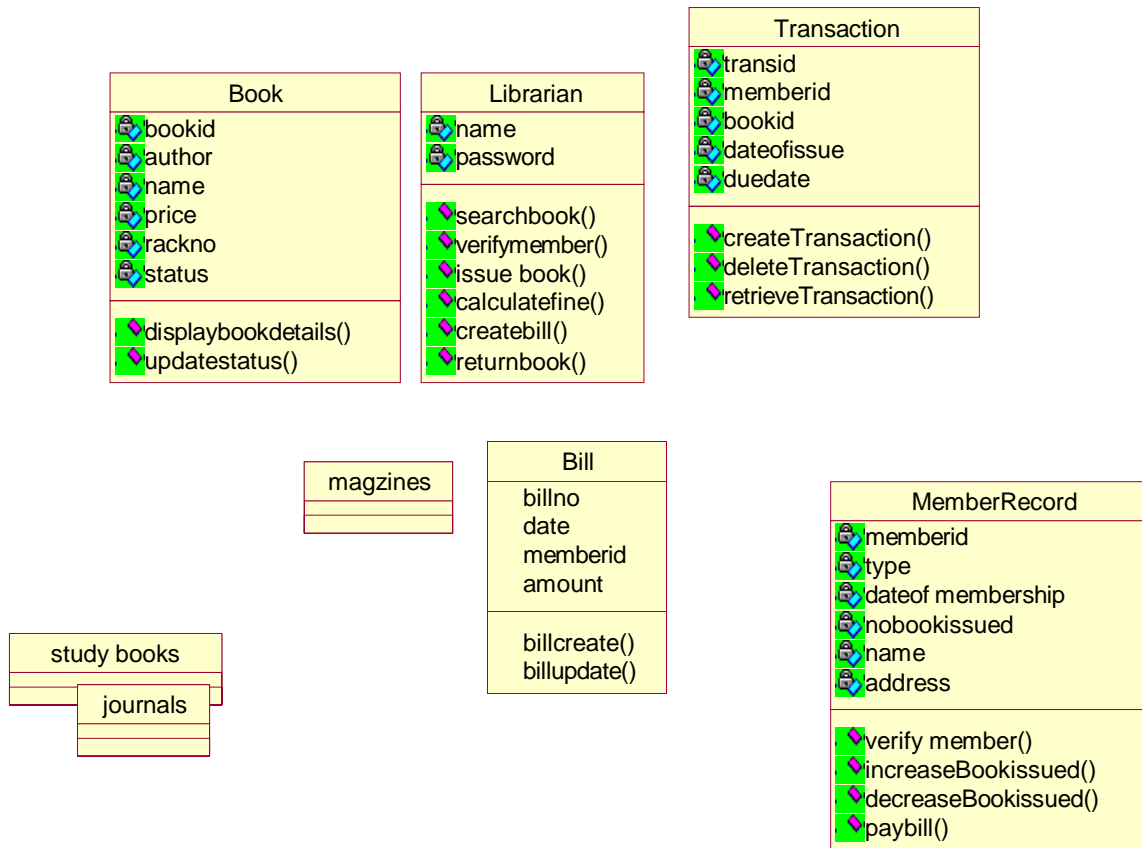 Book
bookid
author
name
price
rackno
status
displaybookdetails()
updatestatus()
Librarian
name
password
searchbook()
verifymember()
issue book()
calculatefine()
createbill()
returnbook()
Transaction
transid
memberid
bookid
dateofissue
duedate
createTransaction()
deleteTransaction()
retrieveTransaction()
magzines
Bill
billno
date
memberid
amount
billcreate()
billupdate()
MemberRecord
memberid
type
dateof membership
nobookissued
name
address
verify member()
increaseBookissued()
decreaseBookissued()
paybill()
study books
journals